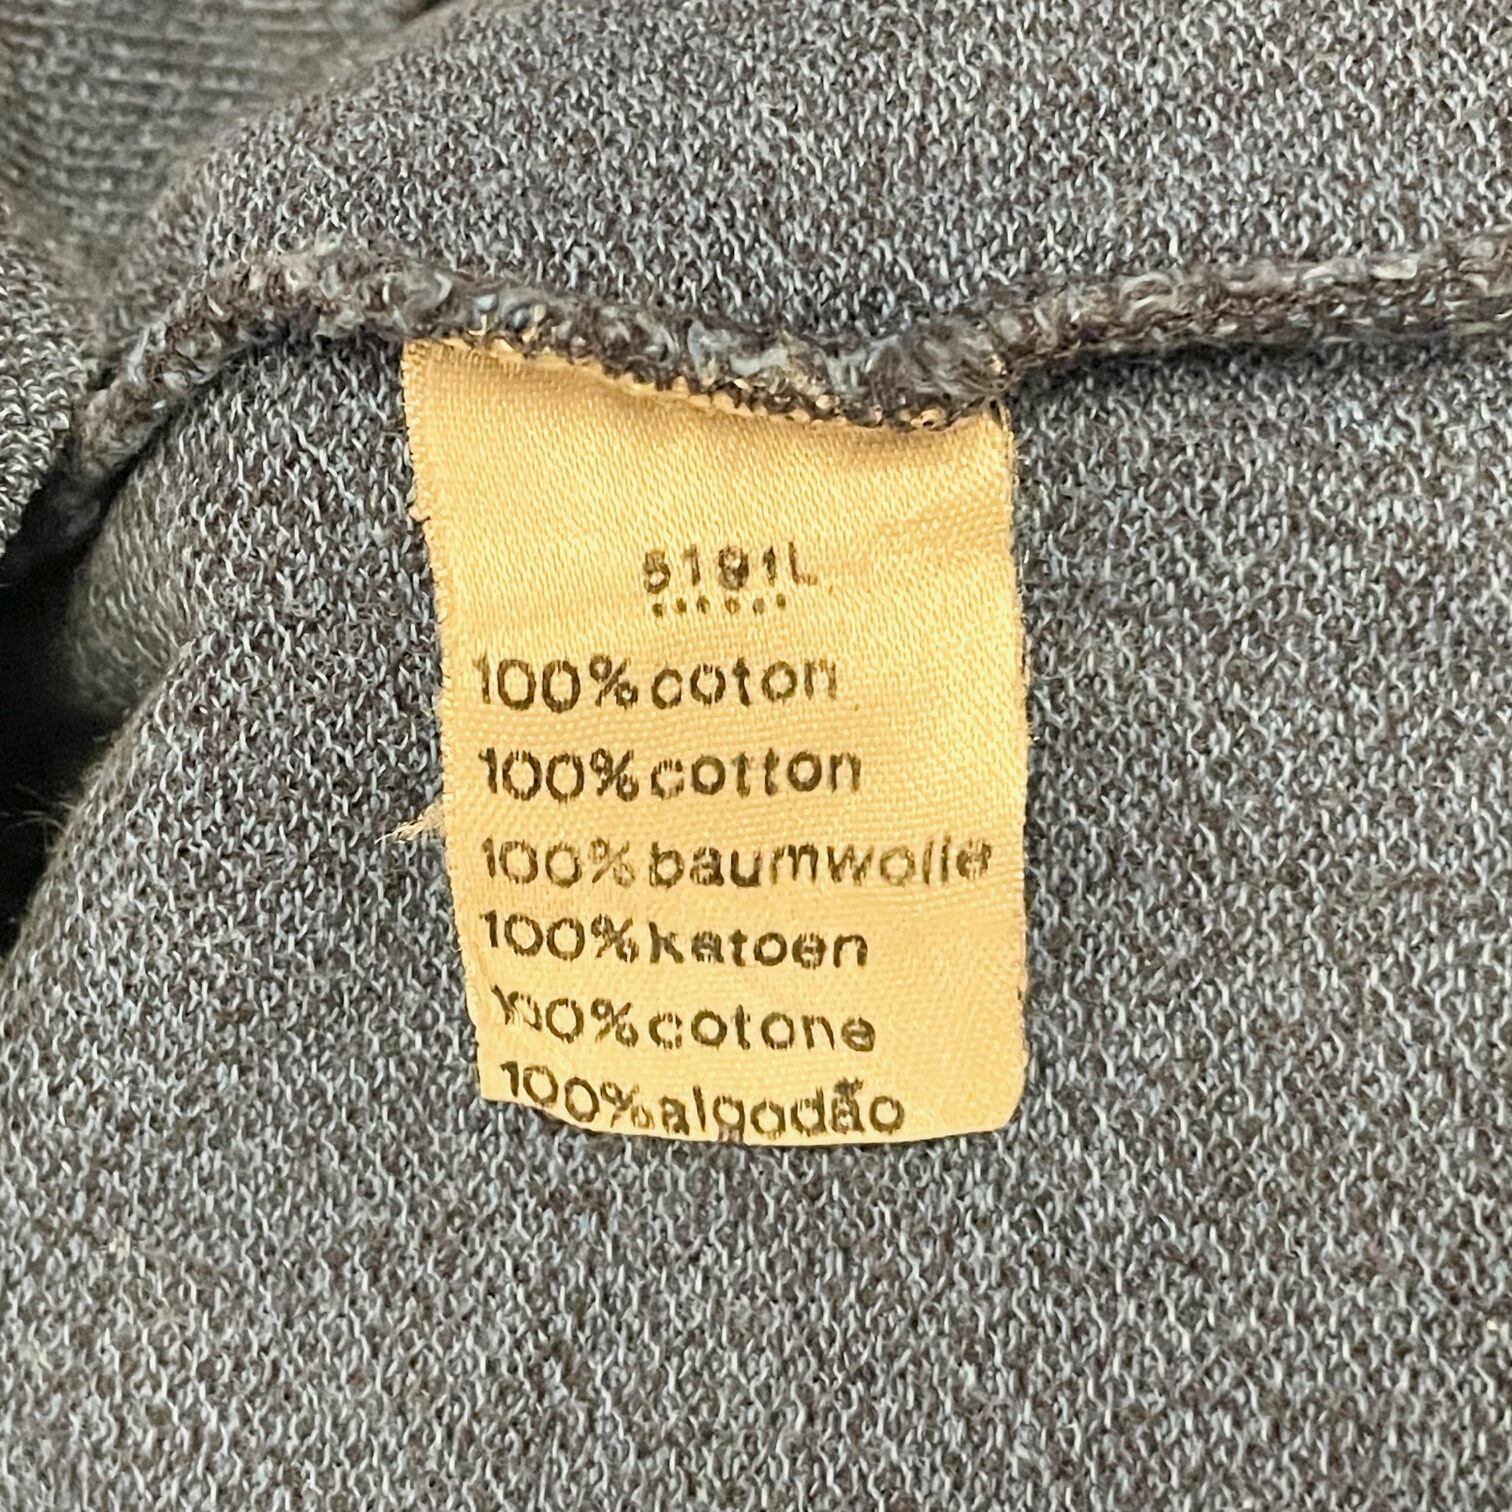 5191L
100% coton
100% cotton
100% baumwolle
100% katoen
100% cotone
100% algodão